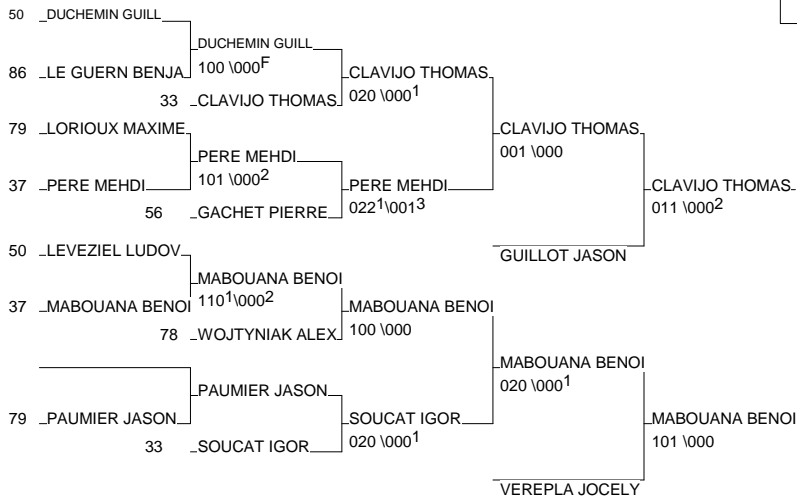 50 DUCHEMIN GUILL
DUCHEMIN GUILL
100 \000F
86 LE GUERN BENJA
CLAVIJO THOMAS
020 \0001
33 CLAVIJO THOMAS
79 LORIOUX MAXIME
CLAVIJO THOMAS
001 \000
PERE MEHDI
101 \0002
37 PERE MEHDI
PERE MEHDI
0221\0013
CLAVIJO THOMAS
011 \0002
56 GACHET PIERRE
50 LEVEZIEL LUDOV
GUILLOT JASON
MABOUANA BENOI
1101\0002
37 MABOUANA BENOI
MABOUANA BENOI
100 \000
78 WOJTYNIAK ALEX
MABOUANA BENOI
020 \0001
PAUMIER JASON
79 PAUMIER JASON
SOUCAT IGOR
020 \0001
MABOUANA BENOI
101 \000
33 SOUCAT IGOR
VEREPLA JOCELY